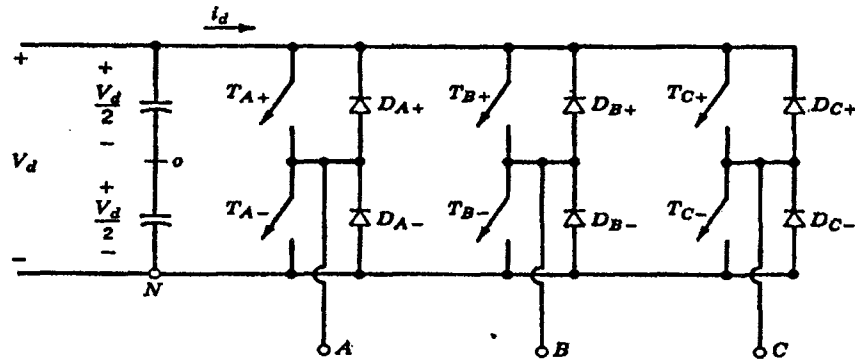 i_d
+
+
V_d/2
−
V_d
o
+
V_d/2
−
−
N
T_A+
D_A+
T_B+
D_B+
T_C+
D_C+
T_A−
D_A−
T_B−
D_B−
T_C−
D_C−
A
B
C